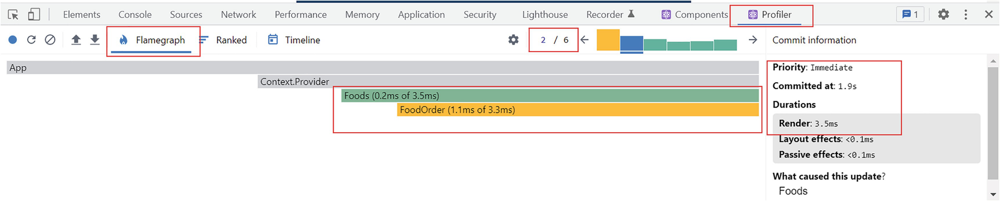 Elements Console Sources Network Performance Memory Application Security Lighthouse Recorder Components Profiler 1
Flamegraph Ranked Timeline 2 / 6 Commit information
App
Context.Provider
Foods (0.2ms of 3.5ms)
FoodOrder (1.1ms of 3.3ms)
Priority: Immediate
Committed at: 1.9s
Durations
Render: 3.5ms
Layout effects: <0.1ms
Passive effects: <0.1ms
What caused this update?
Foods